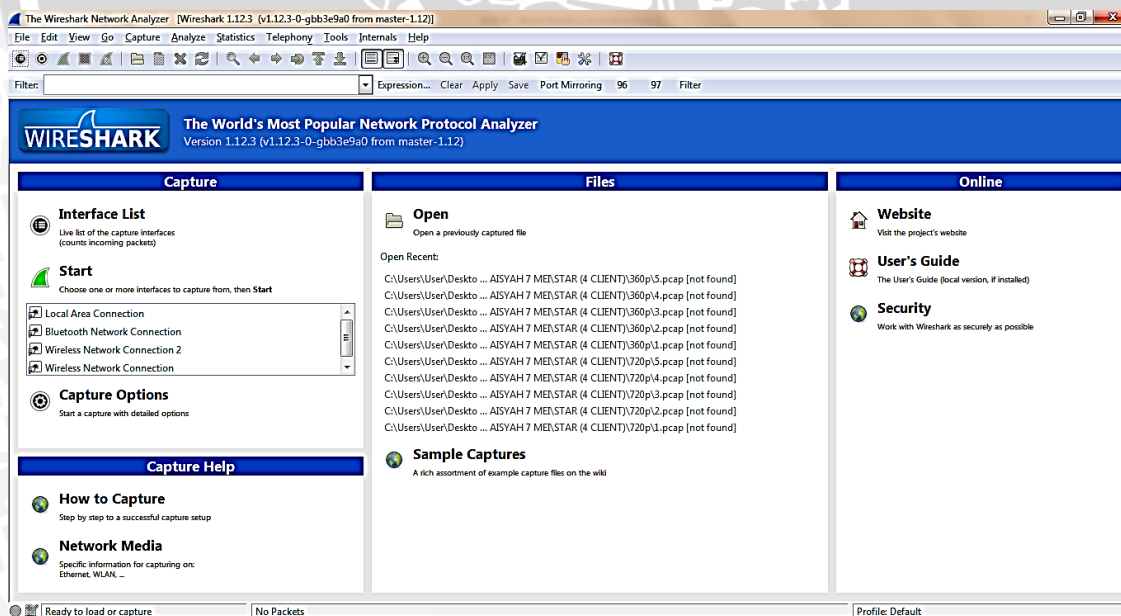 The Wireshark Network Analyzer [Wireshark 1.12.3 (v1.12.3-0-gbb3e9a0 from master-1.12)]
File Edit View Go Capture Analyze Statistics Telephony Tools Internals Help
Filter: Expression... Clear Apply Save Port Mirroring 96 97 Filter
WIRESHARK
The World's Most Popular Network Protocol Analyzer
Version 1.12.3 (v1.12.3-0-gbb3e9a0 from master-1.12)
Capture
Interface List
Live list of the capture interfaces
(counts incoming packets)
Start
Choose one or more interfaces to capture from, then Start
Local Area Connection
Bluetooth Network Connection
Wireless Network Connection 2
Wireless Network Connection
Capture Options
Start a capture with detailed options
Capture Help
How to Capture
Step by step to a successful capture setup
Network Media
Specific information for capturing on:
Ethernet, WLAN, ...
Files
Open
Open a previously captured file
Open Recent:
C:\Users\User\Deskto ... AISYAH 7 MEI\STAR (4 CLIENT)\360p\5.pcap [not found]
C:\Users\User\Deskto ... AISYAH 7 MEI\STAR (4 CLIENT)\360p\4.pcap [not found]
C:\Users\User\Deskto ... AISYAH 7 MEI\STAR (4 CLIENT)\360p\3.pcap [not found]
C:\Users\User\Deskto ... AISYAH 7 MEI\STAR (4 CLIENT)\360p\2.pcap [not found]
C:\Users\User\Deskto ... AISYAH 7 MEI\STAR (4 CLIENT)\360p\1.pcap [not found]
C:\Users\User\Deskto ... AISYAH 7 MEI\STAR (4 CLIENT)\720p\5.pcap [not found]
C:\Users\User\Deskto ... AISYAH 7 MEI\STAR (4 CLIENT)\720p\4.pcap [not found]
C:\Users\User\Deskto ... AISYAH 7 MEI\STAR (4 CLIENT)\720p\3.pcap [not found]
C:\Users\User\Deskto ... AISYAH 7 MEI\STAR (4 CLIENT)\720p\2.pcap [not found]
C:\Users\User\Deskto ... AISYAH 7 MEI\STAR (4 CLIENT)\720p\1.pcap [not found]
Sample Captures
A rich assortment of example capture files on the wiki
Online
Website
Visit the project's website
User's Guide
The User's Guide (local version, if installed)
Security
Work with Wireshark as securely as possible
Ready to load or capture
No Packets
Profile: Default